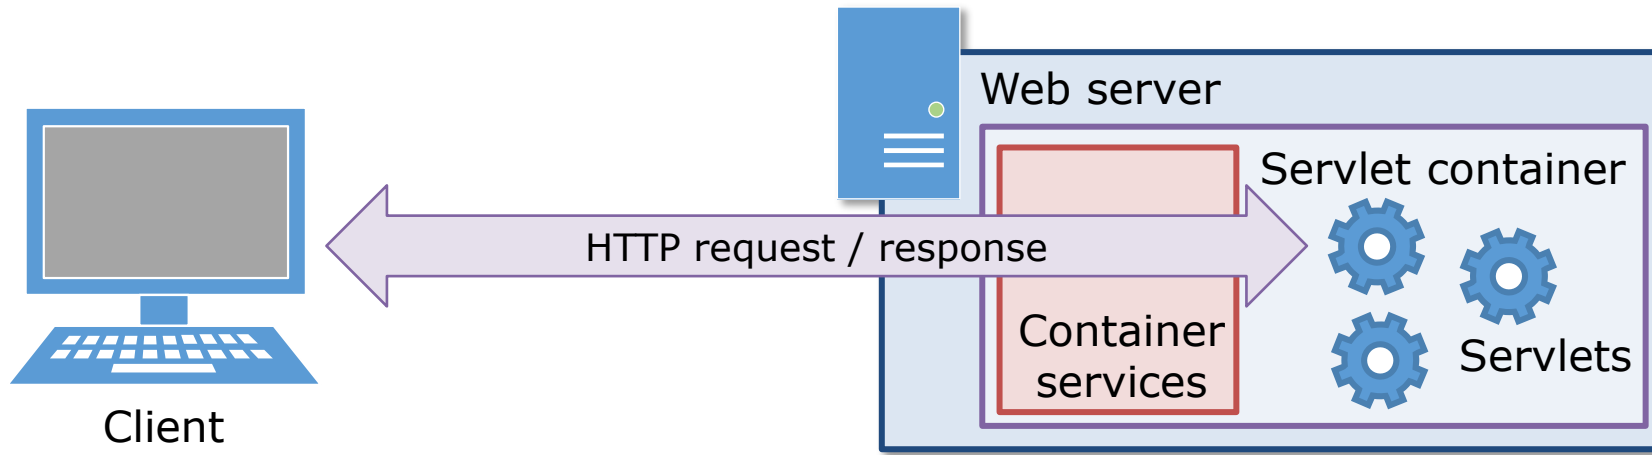 Web server
Servlet container
HTTP request / response
Container
services
Servlets
Client